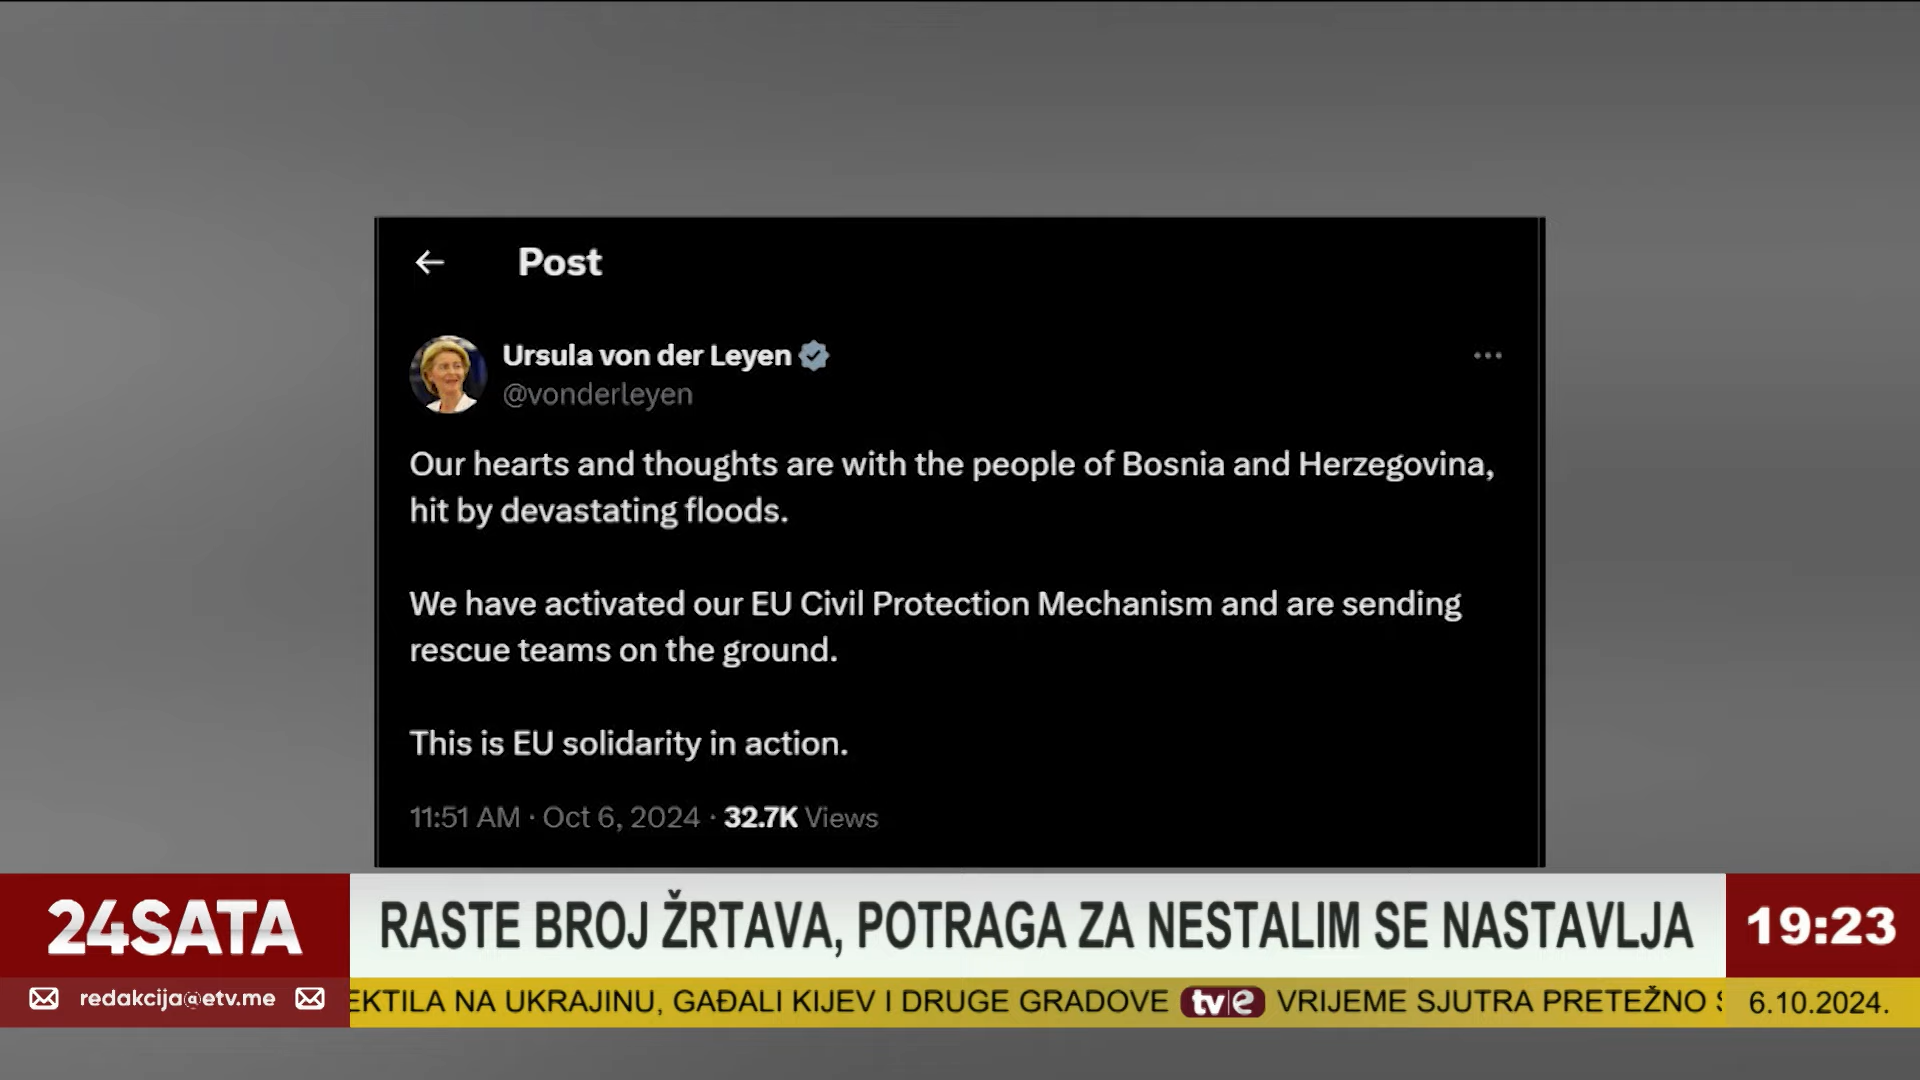 Post
Ursula von der Leyen
@vonderleyen
Our hearts and thoughts are with the people of Bosnia and Herzegovina,
hit by devastating floods.
We have activated our EU Civil Protection Mechanism and are sending
rescue teams on the ground.
This is EU solidarity in action.
11:51 AM · Oct 6, 2024 · 32.7K Views
24SATA
RASTE BROJ ŽRTAVA, POTRAGA ZA NESTALIM SE NASTAVLJA
19:23
redakcija@etv.me
EKTILA NA UKRAJINU, GAĐALI KIJEV I DRUGE GRADOVE tve VRIJEME SJUTRA PRETEŽNO
6.10.2024.